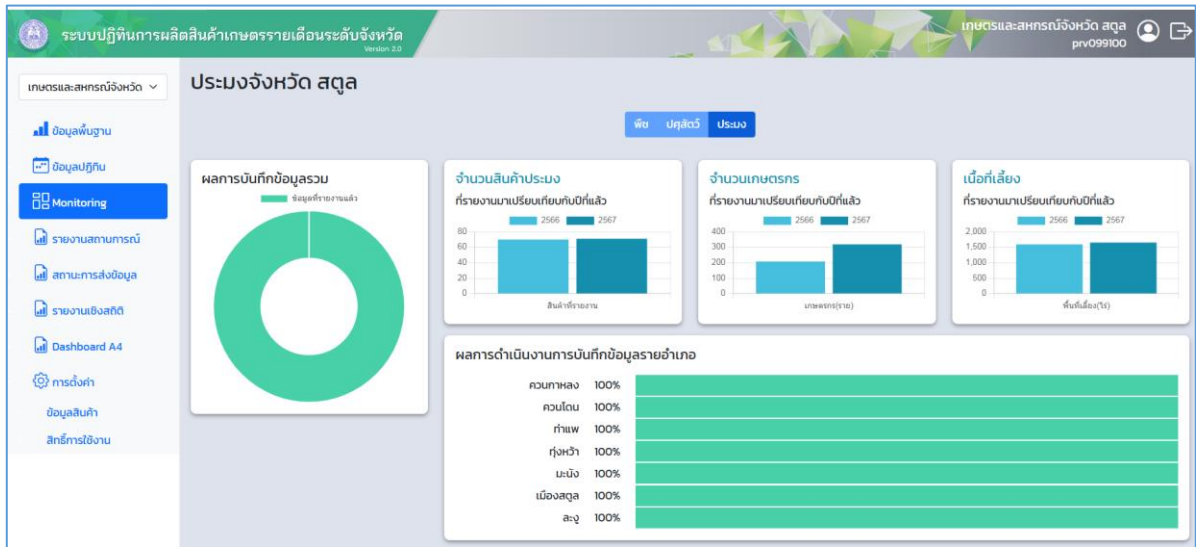 ระบบปฏิทินการผลิตสินค้าเกษตรรายเดือนระดับจังหวัด
Version 2.0
เกษตรและสหกรณ์จังหวัด สตูล
prv099100
เกษตรและสหกรณ์จังหวัด
ข้อมูลพื้นฐาน
ข้อมูลปฏิทิน
Monitoring
รายงานสถานการณ์
สถานะการส่งข้อมูล
รายงานเชิงสถิติ
Dashboard A4
การตั้งค่า
ข้อมูลสินค้า
สิทธิ์การใช้งาน
ประมงจังหวัด สตูล
พืช ปศุสัตว์ ประมง
ผลการบันทึกข้อมูลรวม
ข้อมูลที่รายงานแล้ว
จำนวนสินค้าประมง
ที่รายงานมาเปรียบเทียบกับปีที่แล้ว
2566 2567
80
60
40
20
0
สินค้าที่รายงาน
จำนวนเกษตรกร
ที่รายงานมาเปรียบเทียบกับปีที่แล้ว
2566 2567
400
300
200
100
0
เกษตรกร(ราย)
เนื้อที่เลี้ยง
ที่รายงานมาเปรียบเทียบกับปีที่แล้ว
2566 2567
2,000
1,500
1,000
500
0
พื้นที่เลี้ยง(ไร่)
ผลการดำเนินงานการบันทึกข้อมูลรายอำเภอ
ควนกาหลง 100%
ควนโดน 100%
ท่าแพ 100%
ทุ่งหว้า 100%
มะนัง 100%
เมืองสตูล 100%
ละงู 100%